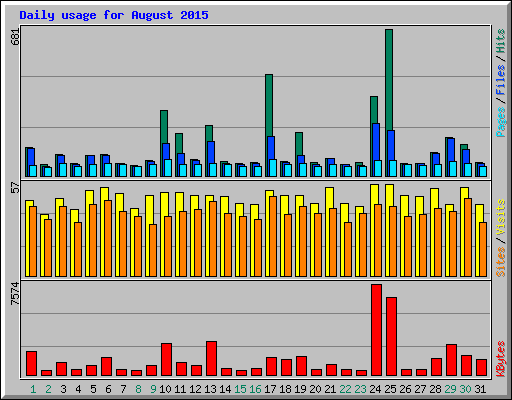 Daily usage for August 2015
681
57
7574
Pages / Files / Hits
Sites / Visits
KBytes
1 2 3 4 5 6 7 8 9 10 11 12 13 14 15 16 17 18 19 20 21 22 23 24 25 26 27 28 29 30 31